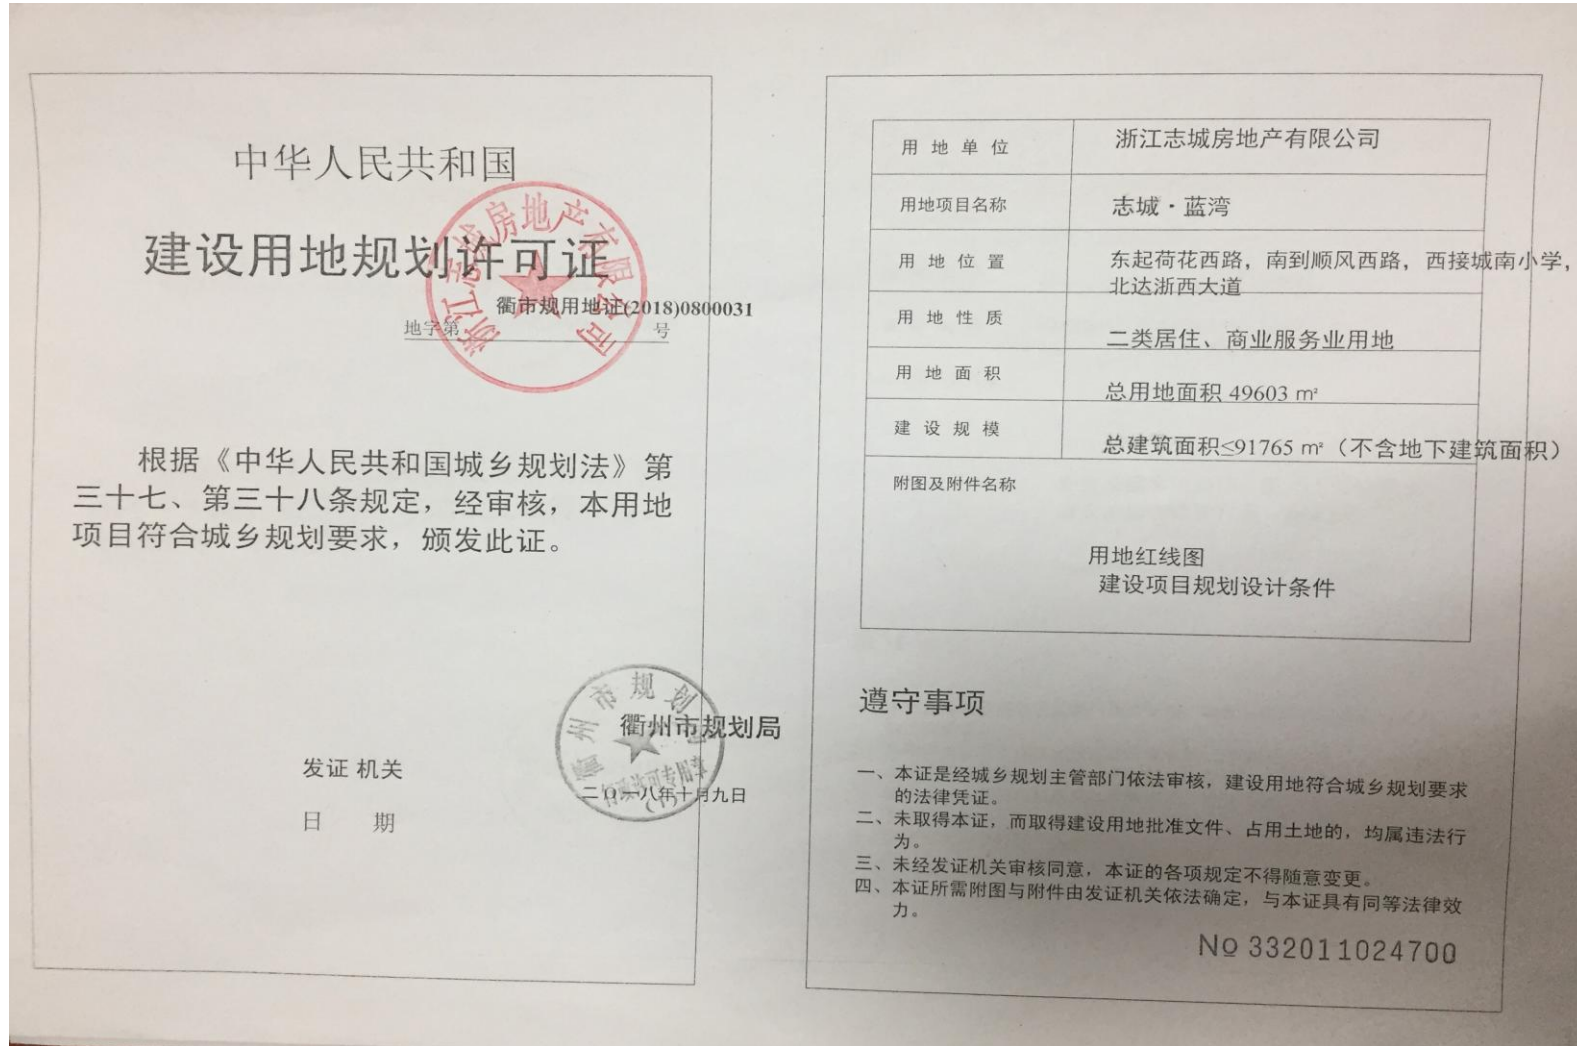 中华人民共和国
建设用地规划许可证
衢市规用地证(2018)0800031
地字第 号
浙江志城房地产有限公司
根据《中华人民共和国城乡规划法》第
三十七、第三十八条规定，经审核，本用地
项目符合城乡规划要求，颁发此证。
衢州市规划局
衢州市规划局
发证 机关
二〇一八年十月九日
日 期
用 地 单 位 浙江志城房地产有限公司
用地项目名称 志城·蓝湾
用 地 位 置 东起荷花西路，南到顺风西路，西接城南小学，
北达浙西大道
用 地 性 质 二类居住、商业服务业用地
用 地 面 积 总用地面积 49603 ㎡
建 设 规 模 总建筑面积≤91765 ㎡（不含地下建筑面积）
附图及附件名称
用地红线图
建设项目规划设计条件
遵守事项
一、本证是经城乡规划主管部门依法审核，建设用地符合城乡规划要求
的法律凭证。
二、未取得本证，而取得建设用地批准文件、占用土地的，均属违法行
为。
三、未经发证机关审核同意，本证的各项规定不得随意变更。
四、本证所需附图与附件由发证机关依法确定，与本证具有同等法律效
力。
№ 332011024700